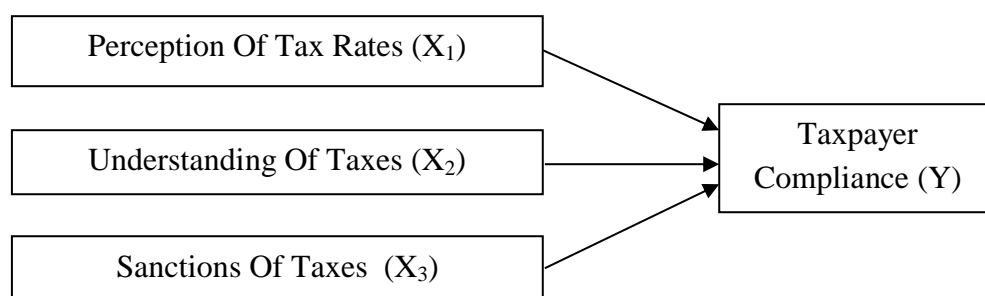 Perception Of Tax Rates (X₁)
Understanding Of Taxes (X₂)
Sanctions Of Taxes (X₃)
Taxpayer
Compliance (Y)